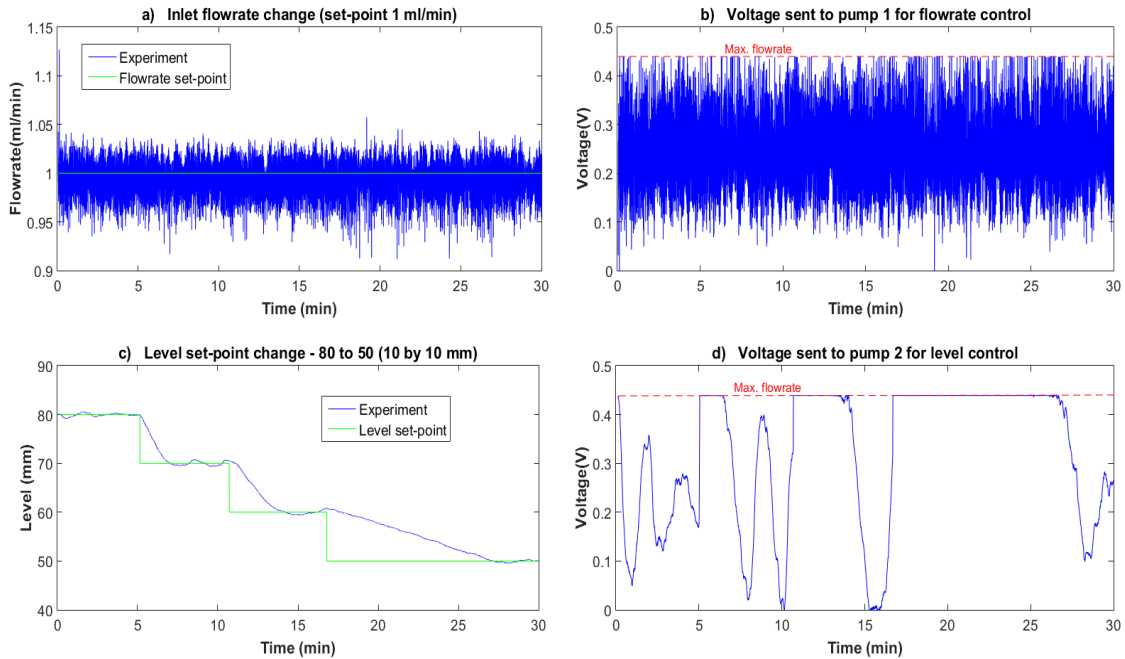 a) Inlet flowrate change (set-point 1 ml/min)
1.15
1.1
1.05
1
0.95
0.9
Flowrate(ml/min)
Experiment
Flowrate set-point
0 5 10 15 20 25 30
Time (min)
b) Voltage sent to pump 1 for flowrate control
0.5
0.4
0.3
0.2
0.1
0
Voltage(V)
Max. flowrate
0 5 10 15 20 25 30
Time (min)
c) Level set-point change - 80 to 50 (10 by 10 mm)
90
80
70
60
50
40
Level (mm)
Experiment
Level set-point
0 5 10 15 20 25 30
Time (min)
d) Voltage sent to pump 2 for level control
0.5
0.4
0.3
0.2
0.1
0
Voltage(V)
Max. flowrate
0 5 10 15 20 25 30
Time (min)